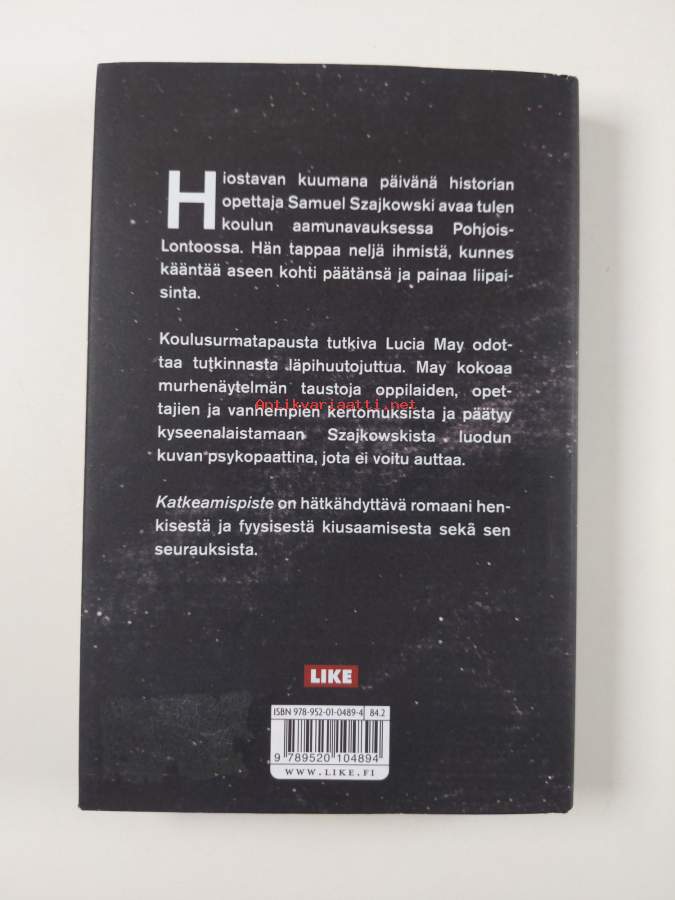 Hiostavan kuumana päivänä historian
opettaja Samuel Szajkowski avaa tulen
koulun aamunavauksessa Pohjois-
Lontoossa. Hän tappaa neljä ihmistä, kunnes
kääntää aseen kohti päätänsä ja painaa liipai-
sinta.
Koulusurmatapausta tutkiva Lucia May odot-
taa tutkinnasta läpihuutojuttua. May kokoaa
murhenäytelmän taustoja oppilaiden, opet-
Antikvariaatti.net
tajien ja vanhempien kertomuksista ja päätyy
kyseenalaistamaan Szajkowskista luodun
kuvan psykopaattina, jota ei voitu auttaa.
Katkeamispiste on hätkähdyttävä romaani hen-
kisestä ja fyysisestä kiusaamisesta sekä sen
seurauksista.
LIKE
ISBN 978-952-01-0489-4 84.2
9 789520 104894
WWW.LIKE.FI